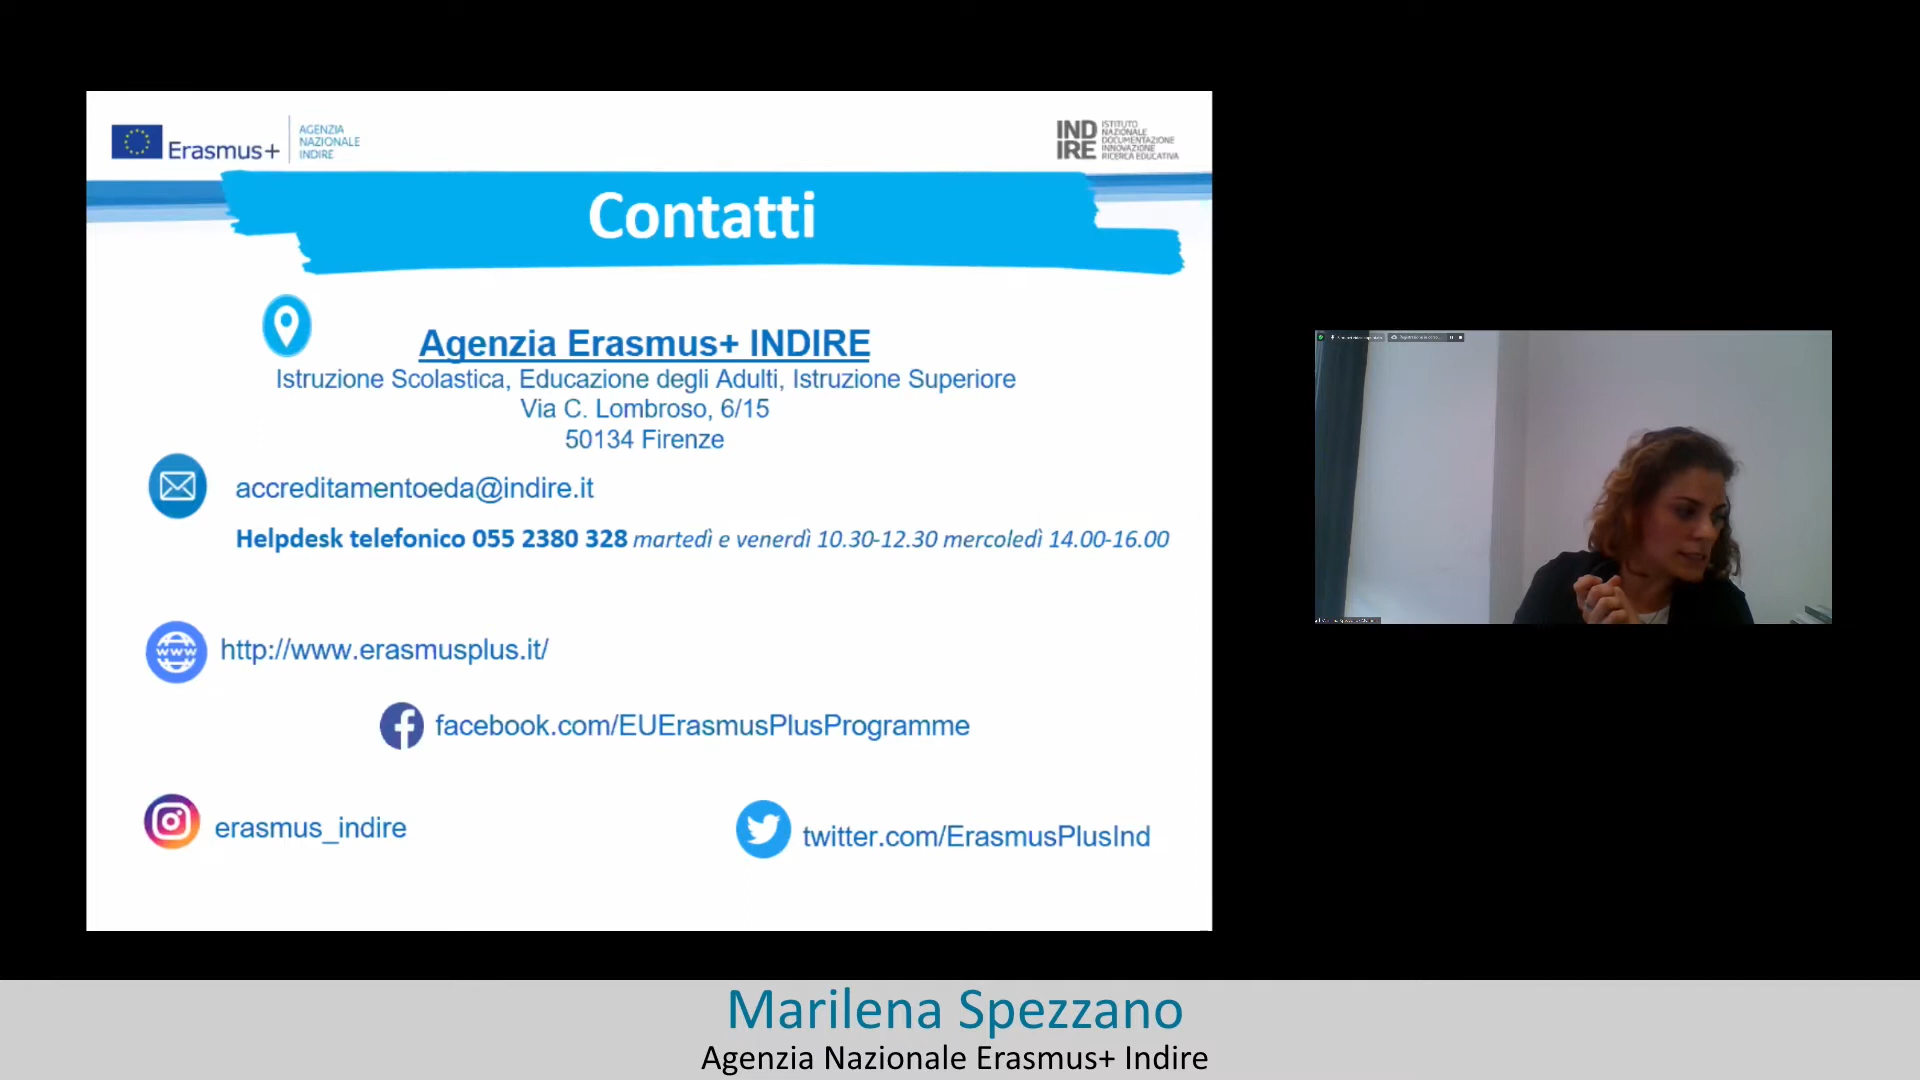 Erasmus+
AGENZIA
NAZIONALE
INDIRE
IND
IRE
ISTITUTO
NAZIONALE
DOCUMENTAZIONE
INNOVAZIONE
RICERCA EDUCATIVA
Contatti
Agenzia Erasmus+ INDIRE
Istruzione Scolastica, Educazione degli Adulti, Istruzione Superiore
Via C. Lombroso, 6/15
50134 Firenze
accreditamentoeda@indire.it
Helpdesk telefonico 055 2380 328 martedì e venerdì 10.30-12.30 mercoledì 14.00-16.00
www
http://www.erasmusplus.it/
facebook.com/EUErasmusPlusProgramme
erasmus_indire
twitter.com/ErasmusPlusInd
Marilena Spezzano
Agenzia Nazionale Erasmus+ Indire